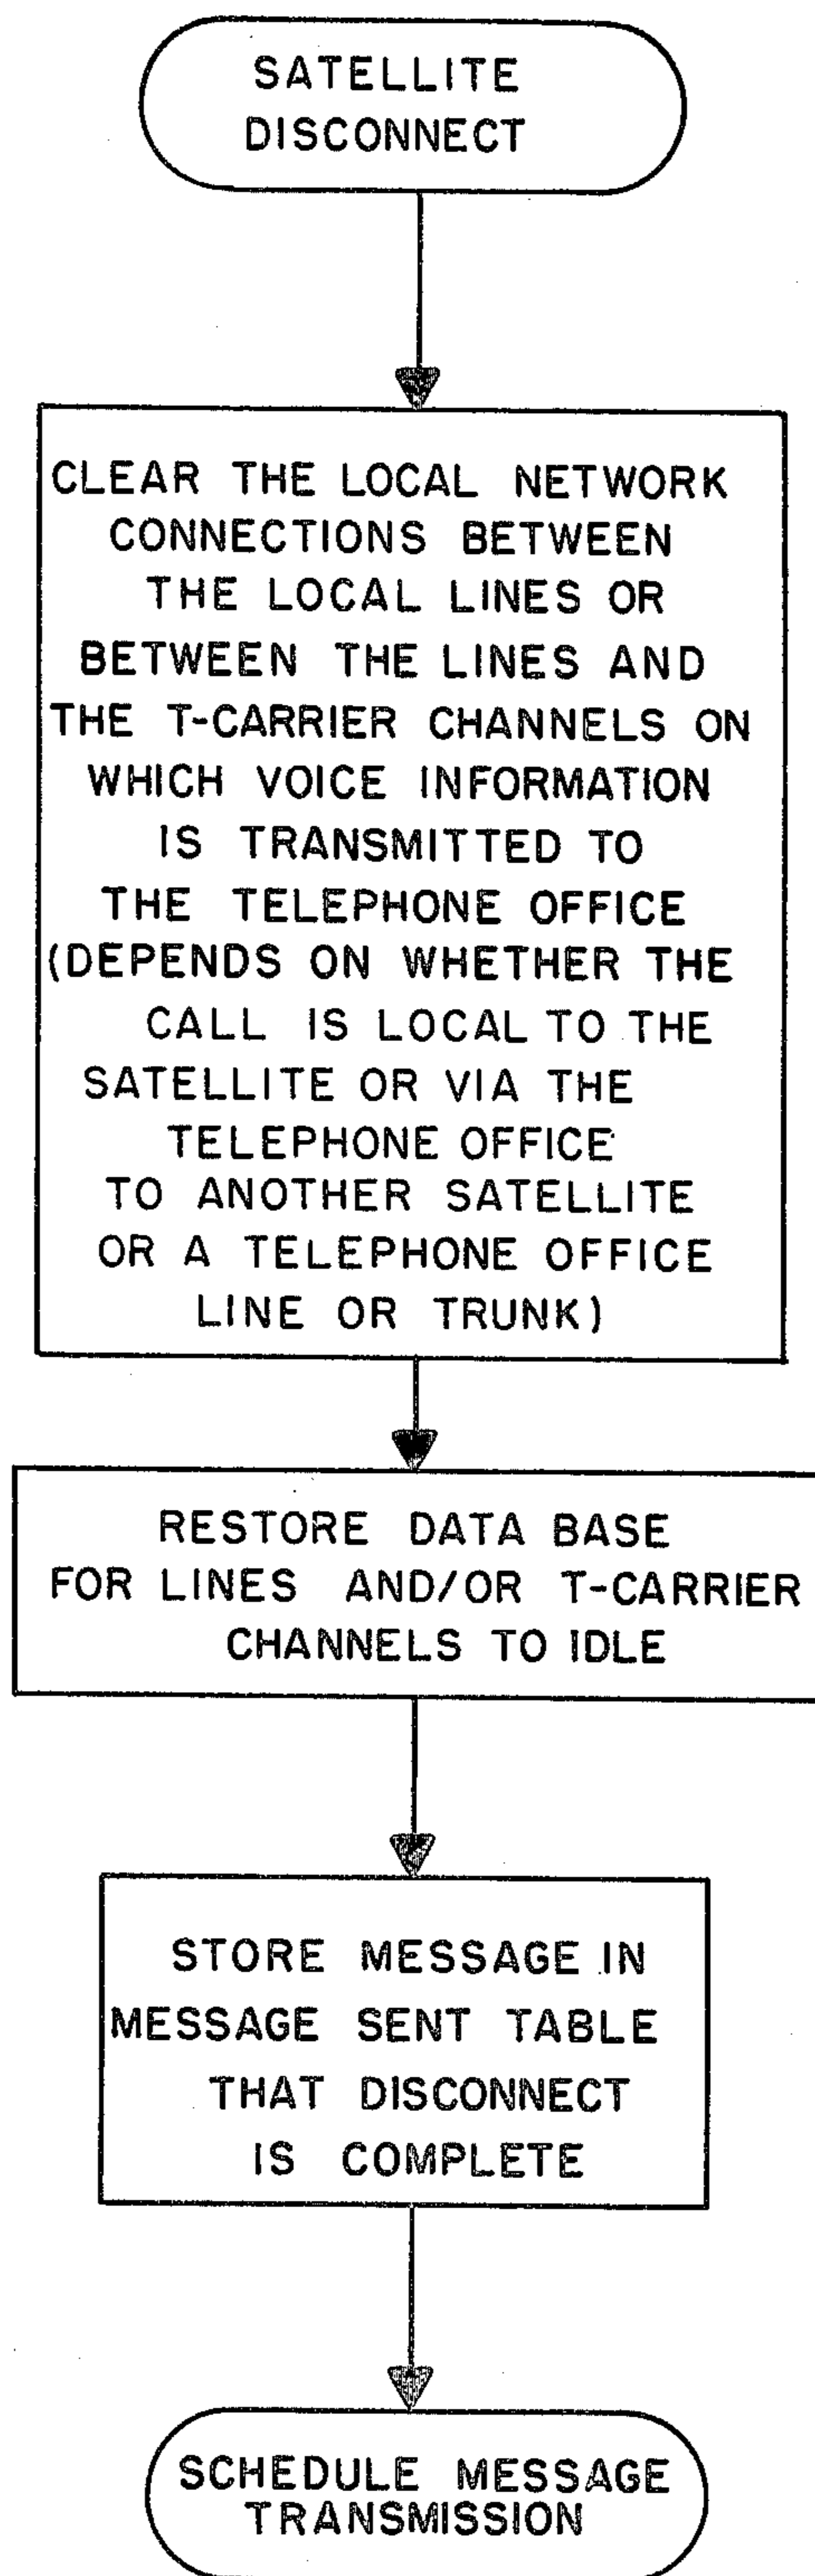 SATELLITE
DISCONNECT
CLEAR THE LOCAL NETWORK
CONNECTIONS BETWEEN
THE LOCAL LINES OR
BETWEEN THE LINES AND
THE T-CARRIER CHANNELS ON
WHICH VOICE INFORMATION
IS TRANSMITTED TO
THE TELEPHONE OFFICE
(DEPENDS ON WHETHER THE
CALL IS LOCAL TO THE
SATELLITE OR VIA THE
TELEPHONE OFFICE
TO ANOTHER SATELLITE
OR A TELEPHONE OFFICE
LINE OR TRUNK)
RESTORE DATA BASE
FOR LINES AND/OR T-CARRIER
CHANNELS TO IDLE
STORE MESSAGE IN
MESSAGE SENT TABLE
THAT DISCONNECT
IS COMPLETE
SCHEDULE MESSAGE
TRANSMISSION